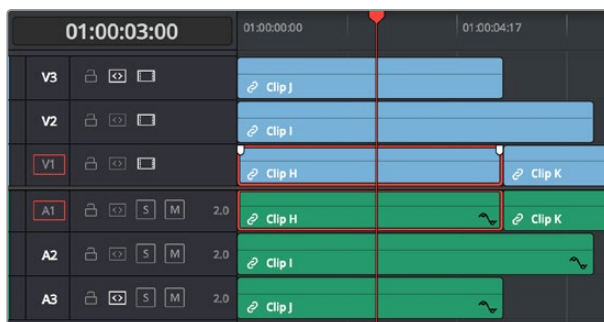 01:00:03:00
01:00:00:00
01:00:04:17
V3
Clip J
V2
Clip I
V1
Clip H
Clip K
A1 S M 2.0
Clip H
Clip K
A2 S M 2.0
Clip I
A3 S M 2.0
Clip J